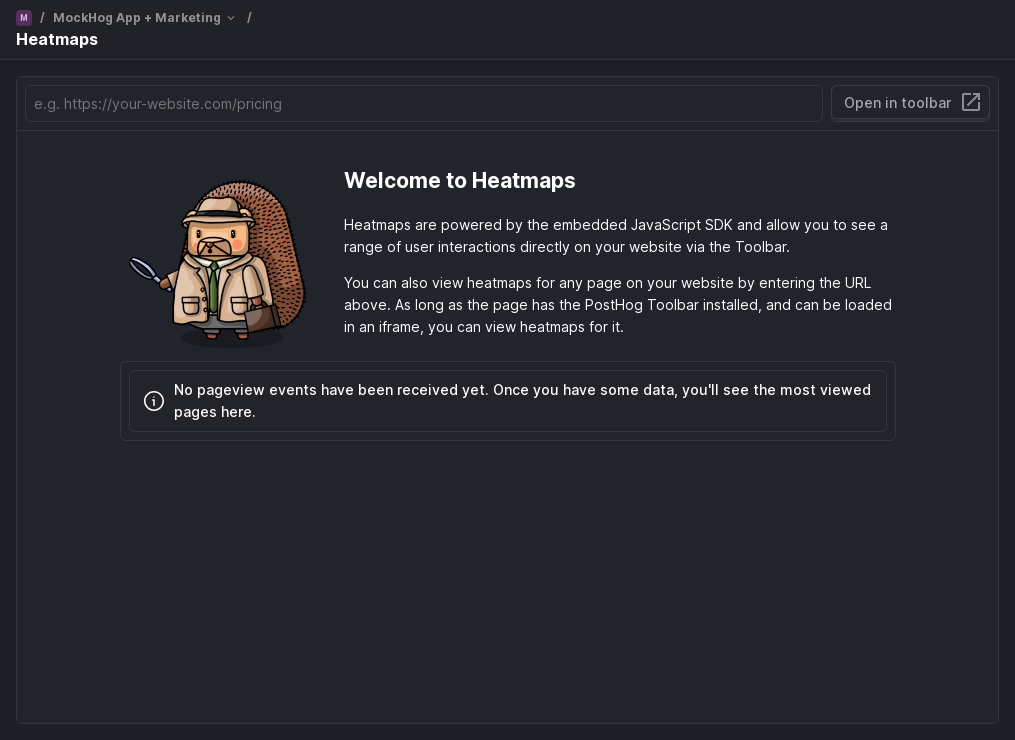 M / MockHog App + Marketing /
Heatmaps
e.g. https://your-website.com/pricing
Open in toolbar
Welcome to Heatmaps
Heatmaps are powered by the embedded JavaScript SDK and allow you to see a
range of user interactions directly on your website via the Toolbar.
You can also view heatmaps for any page on your website by entering the URL
above. As long as the page has the PostHog Toolbar installed, and can be loaded
in an iframe, you can view heatmaps for it.
No pageview events have been received yet. Once you have some data, you'll see the most viewed
pages here.